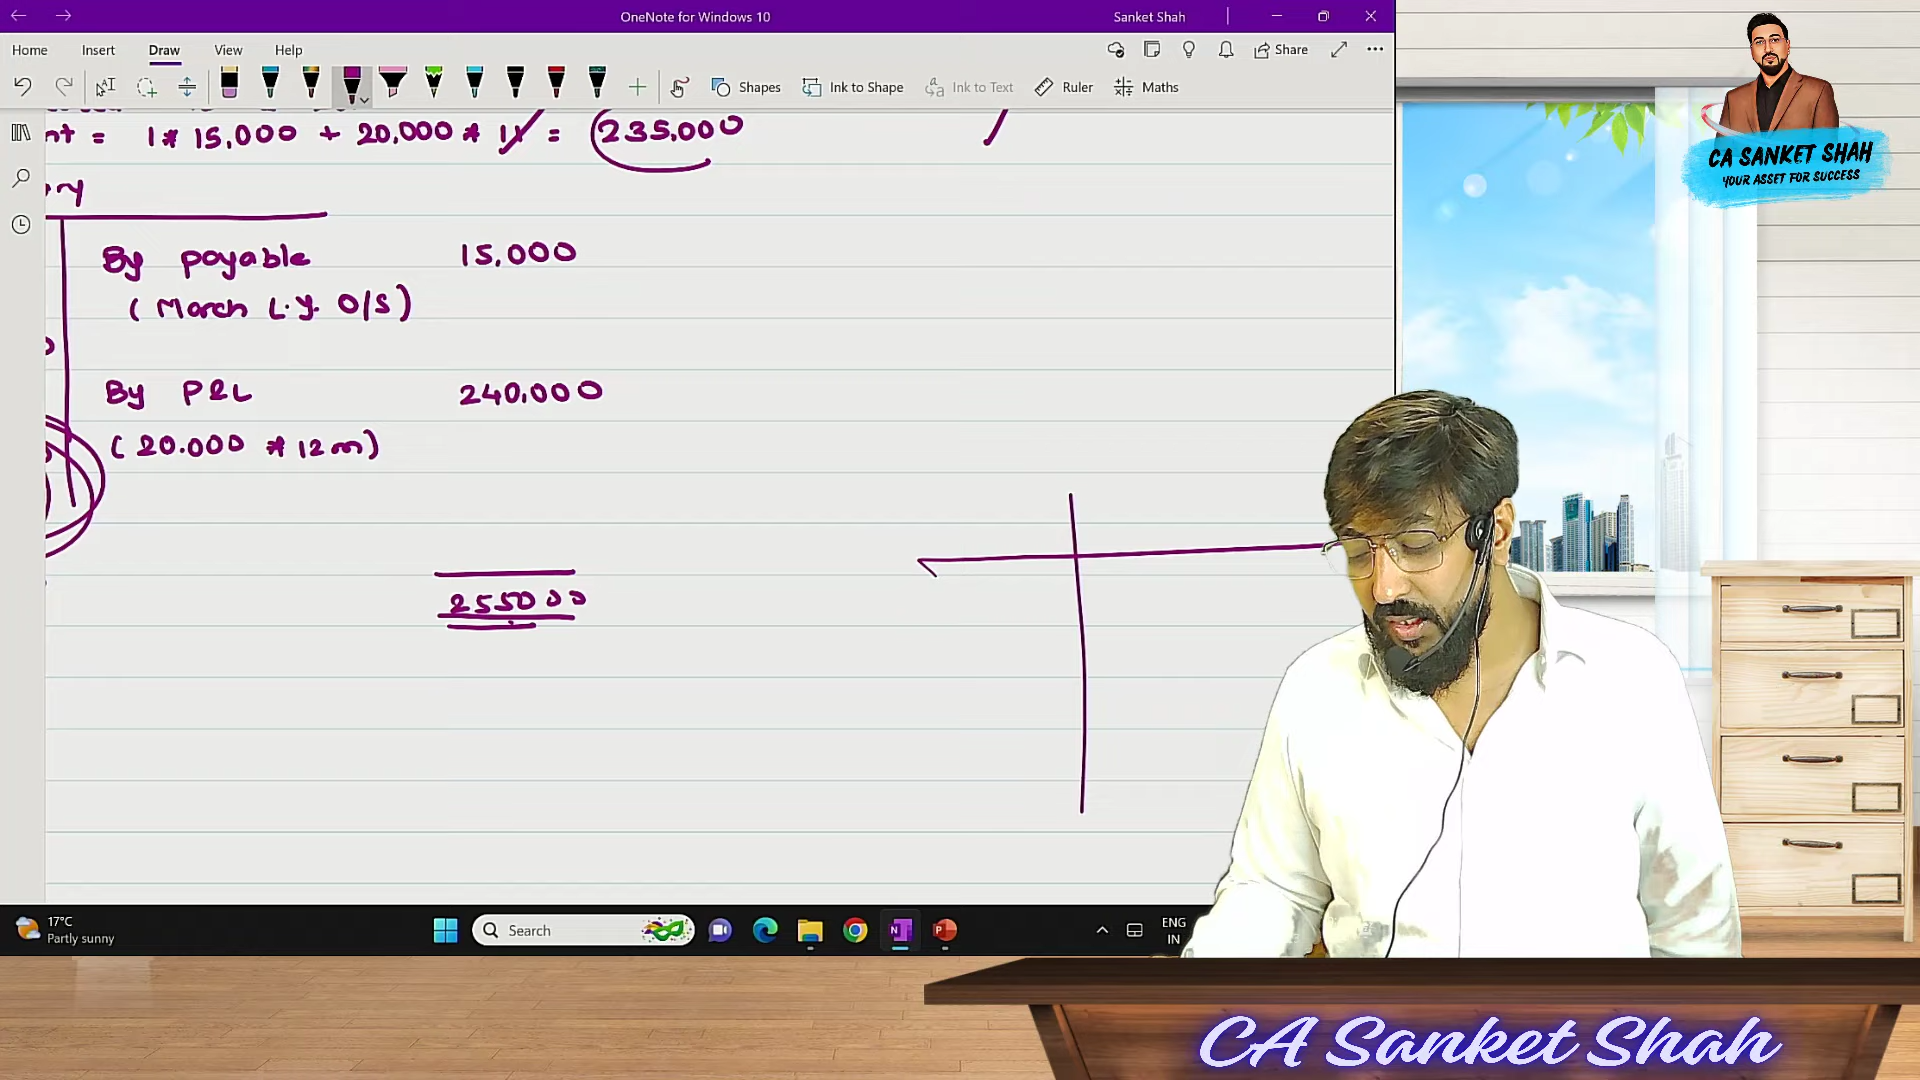 OneNote for Windows 10
Sanket Shah
Home Insert Draw View Help
Share
Shapes
Ink to Shape
Ink to Text
Ruler
Maths
nt = 1* 15,000 + 20,000 * 11 = 235,000
ry
By payable 15,000
(March L.Y. O/S)
By P&L 240,000
(20.000 * 12m)
255000
CA SANKET SHAH
YOUR ASSET FOR SUCCESS
17°C
Partly sunny
Search
ENG
IN
CA Sanket Shah